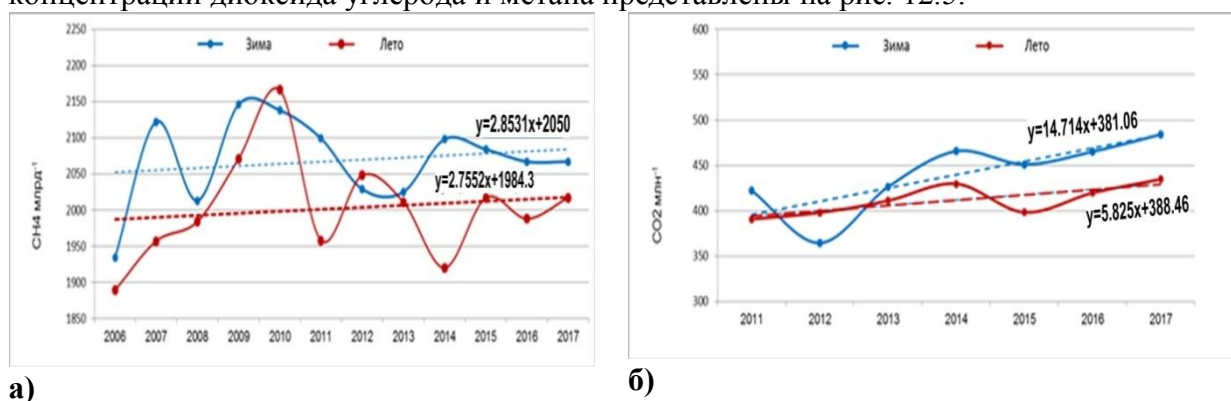 концентрации диоксида углерода и метана представлены на рис. 12.3.
2250
2200
2150
2100
2050
2000
1950
1900
1850
CH4 млрд⁻¹
Зима
Лето
y=2.8531x+2050
y=2.7552x+1984.3
2006 2007 2008 2009 2010 2011 2012 2013 2014 2015 2016 2017
а)
600
550
500
450
400
350
300
CO2 млн⁻¹
Зима
Лето
y=14.714x+381.06
y=5.825x+388.46
2011 2012 2013 2014 2015 2016 2017
б)